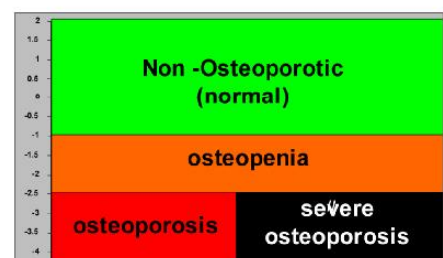 2
1.5
1
0.5
0
-0.5
-1
-1.5
-2
-2.5
-3
-3.5
-4
Non -Osteoporotic
(normal)
osteopenia
osteoporosis
severe
osteoporosis